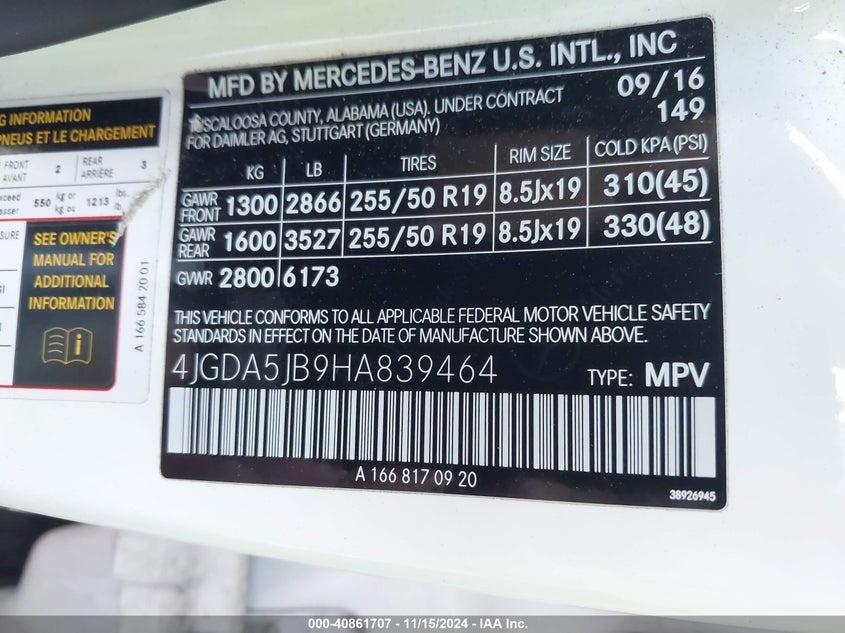 G INFORMATION
PNEUS ET LE CHARGEMENT
FRONT AVANT 2 REAR ARRIÈRE 3
550 kg or 1213 lbs.
kg ou
SEE OWNER'S
MANUAL FOR
ADDITIONAL
INFORMATION
A 166 584 20 01
MFD BY MERCEDES-BENZ U.S. INTL., INC
TUSCALOOSA COUNTY, ALABAMA (USA). UNDER CONTRACT
FOR DAIMLER AG, STUTTGART (GERMANY)
09/16
149
KG LB TIRES RIM SIZE COLD KPA (PSI)
GAWR FRONT 1300 2866 255/50 R19 8.5Jx19 310(45)
GAWR REAR 1600 3527 255/50 R19 8.5Jx19 330(48)
GVWR 2800 6173
THIS VEHICLE CONFORMS TO ALL APPLICABLE FEDERAL MOTOR VEHICLE SAFETY
STANDARDS IN EFFECT ON THE DATE OF MANUFACTURE SHOWN ABOVE.
4JGDA5JB9HA839464 TYPE: MPV
A 166 817 09 20
38926945
000-40861707 - 11/15/2024 - IAA Inc.